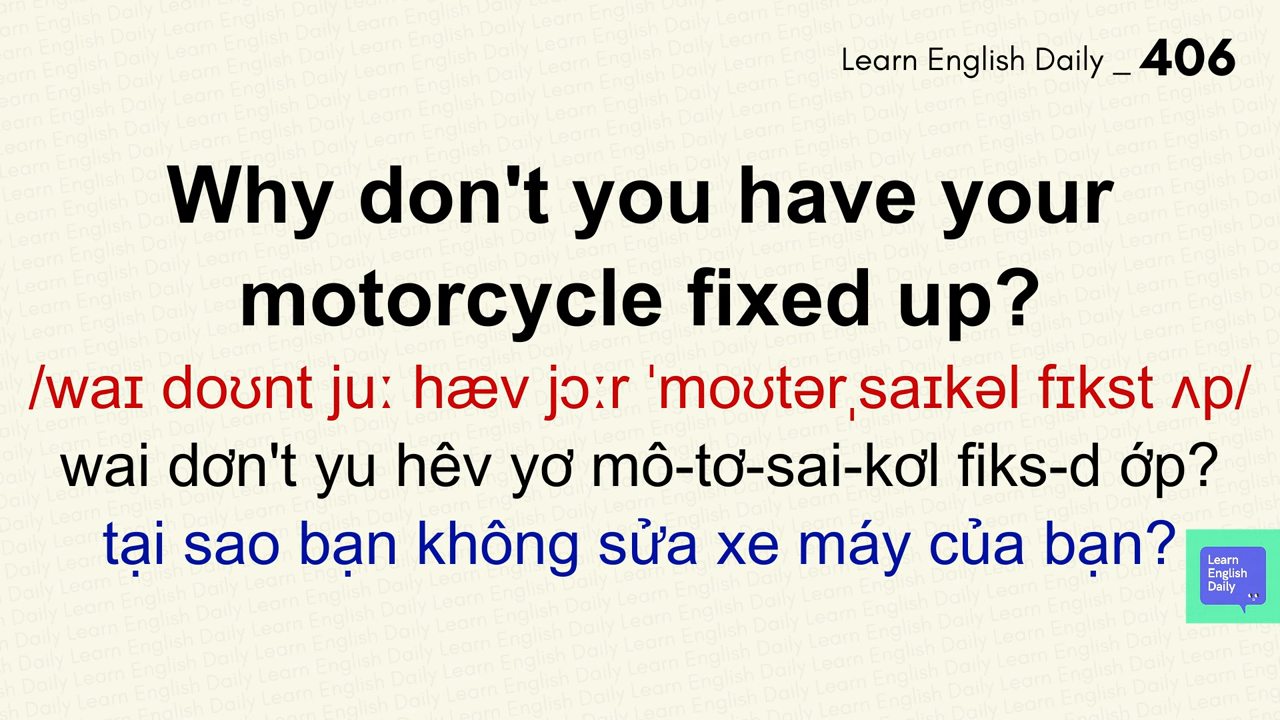 Learn English Daily _ 406
Why don't you have your
motorcycle fixed up?
/waɪ doʊnt juː hæv jɔːr ˈmoʊtərˌsaɪkəl fɪkst ʌp/
wai dơn't yu hêv yơ mô-tơ-sai-kơl fiks-d ớp?
tại sao bạn không sửa xe máy của bạn?
Learn
English
Daily